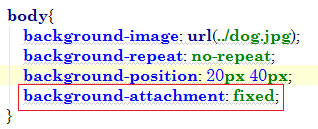 body{
background-image: url(../dog.jpg);
background-repeat: no-repeat;
background-position: 20px 40px;
background-attachment: fixed;
}